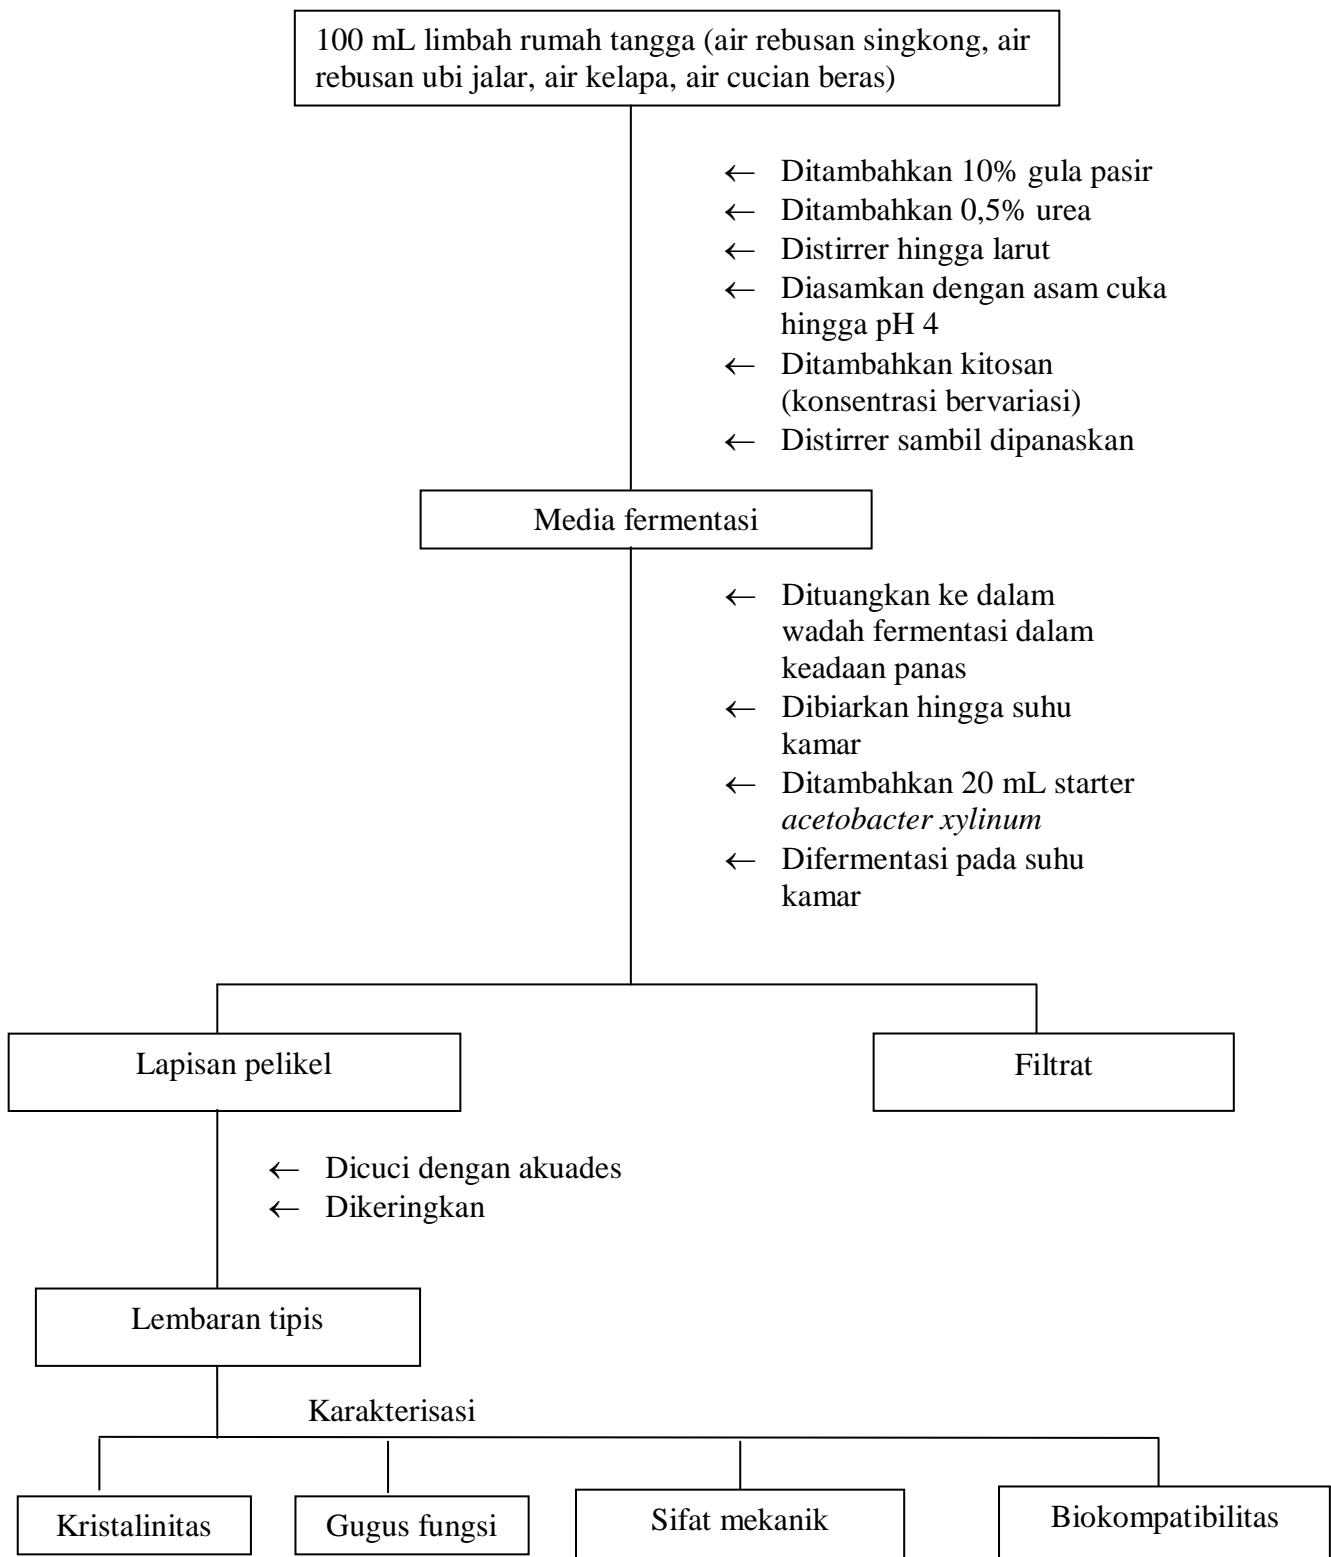 100 mL limbah rumah tangga (air rebusan singkong, air
rebusan ubi jalar, air kelapa, air cucian beras)
← Ditambahkan 10% gula pasir
← Ditambahkan 0,5% urea
← Distirrer hingga larut
← Diasamkan dengan asam cuka
hingga pH 4
← Ditambahkan kitosan
(konsentrasi bervariasi)
← Distirrer sambil dipanaskan
Media fermentasi
← Dituangkan ke dalam
wadah fermentasi dalam
keadaan panas
← Dibiarkan hingga suhu
kamar
← Ditambahkan 20 mL starter
acetobacter xylinum
← Difermentasi pada suhu
kamar
Lapisan pelikel
Filtrat
← Dicuci dengan akuades
← Dikeringkan
Lembaran tipis
Karakterisasi
Kristalinitas
Gugus fungsi
Sifat mekanik
Biokompatibilitas